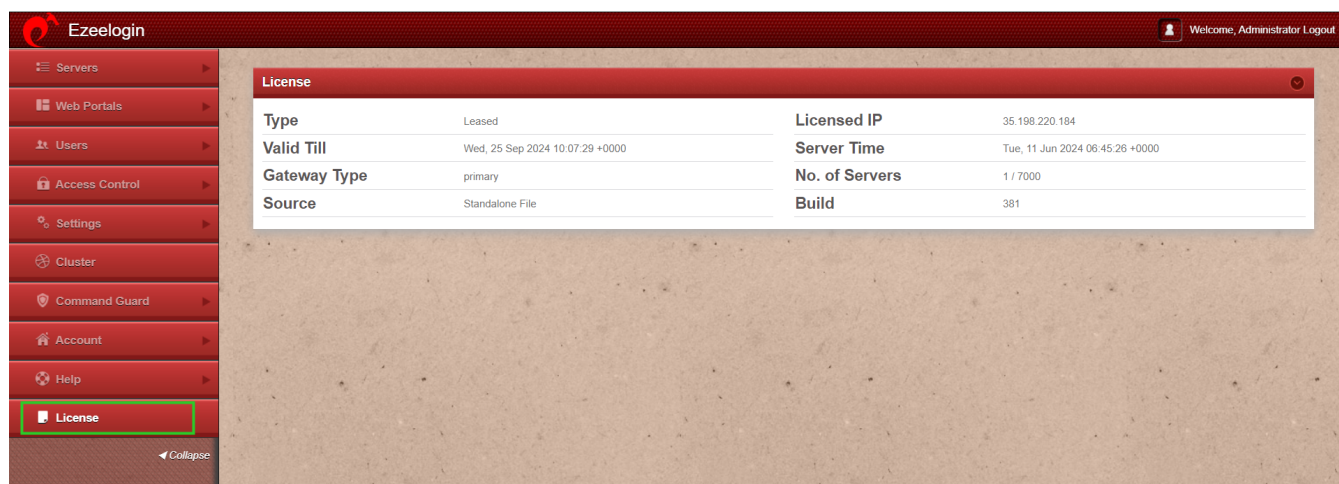 Ezeelogin
Welcome, Administrator Logout
Servers
Web Portals
Users
Access Control
Settings
Cluster
Command Guard
Account
Help
License
Collapse
License
Type Leased Licensed IP 35.198.220.184
Valid Till Wed, 25 Sep 2024 10:07:29 +0000 Server Time Tue, 11 Jun 2024 06:45:26 +0000
Gateway Type primary No. of Servers 1 / 7000
Source Standalone File Build 381